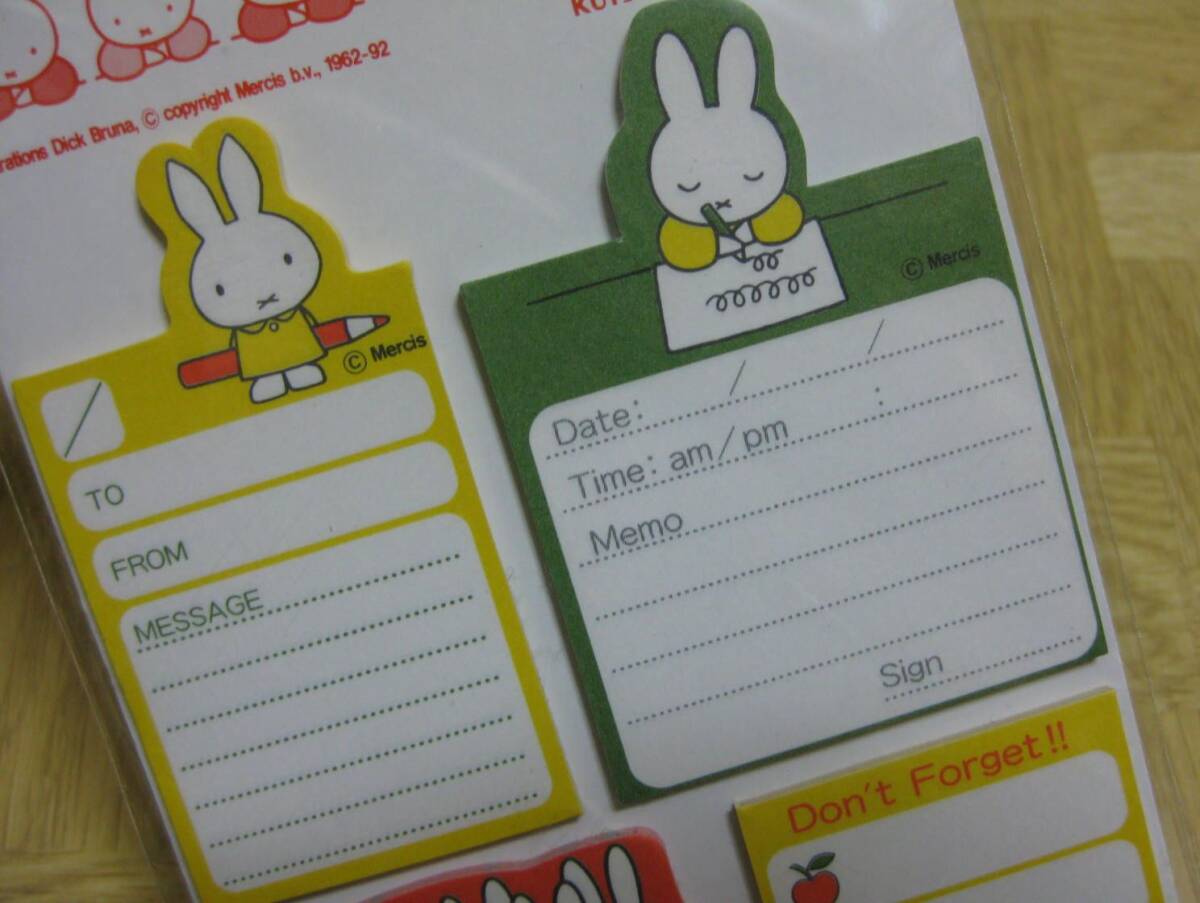 Dick Bruna, © copyright Mercis b.v., 1962-92
© Mercis
/
TO
FROM
MESSAGE
© Mercis
Date: / /
Time: am/pm :
Memo
Sign
Don't Forget!!